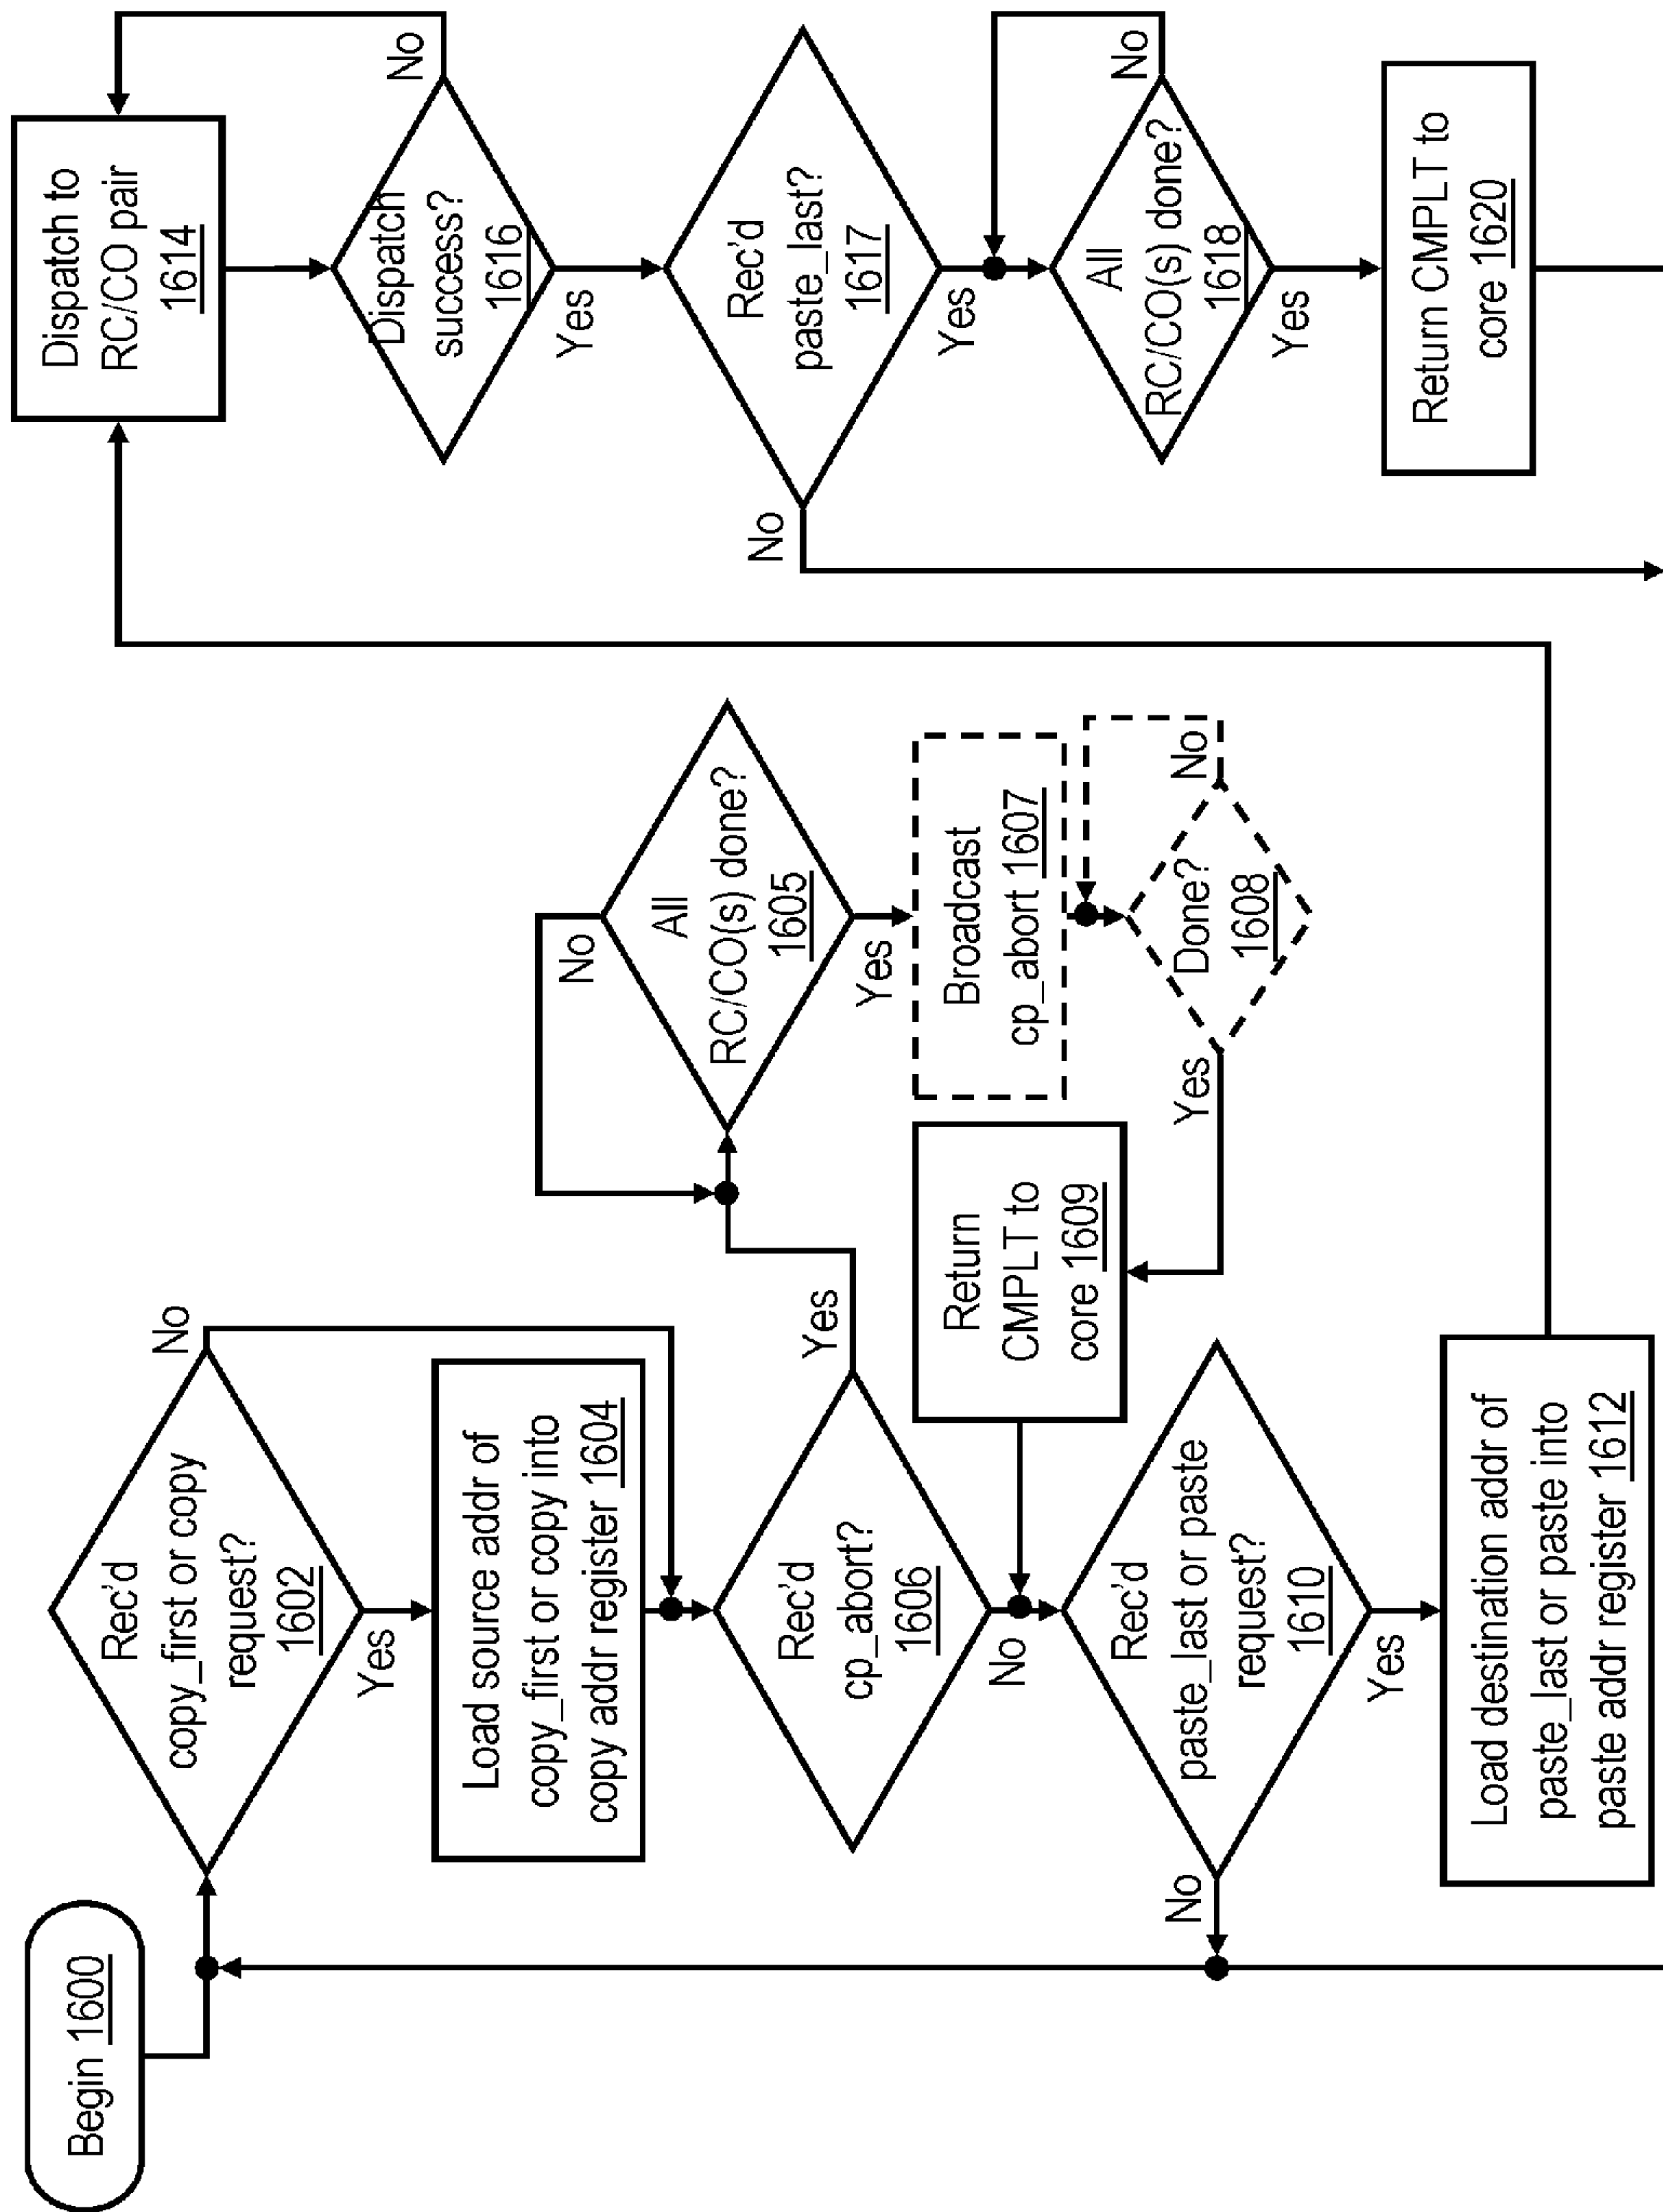 Begin 1600
Rec'd
copy_first or copy
request?
1602
No
Yes
Load source addr of
copy_first or copy into
copy addr register 1604
Rec'd
cp_abort?
1606
Yes
No
All
RC/CO(s) done?
1605
No
Yes
Broadcast
cp_abort 1607
Done?
1608
No
Yes
Return
CMPLT to
core 1609
Rec'd
paste_last or paste
request?
1610
No
Yes
Load destination addr of
paste_last or paste into
paste addr register 1612
Dispatch to
RC/CO pair
1614
Dispatch
success?
1616
No
Yes
Rec'd
paste_last?
1617
No
Yes
All
RC/CO(s) done?
1618
No
Yes
Return CMPLT to
core 1620